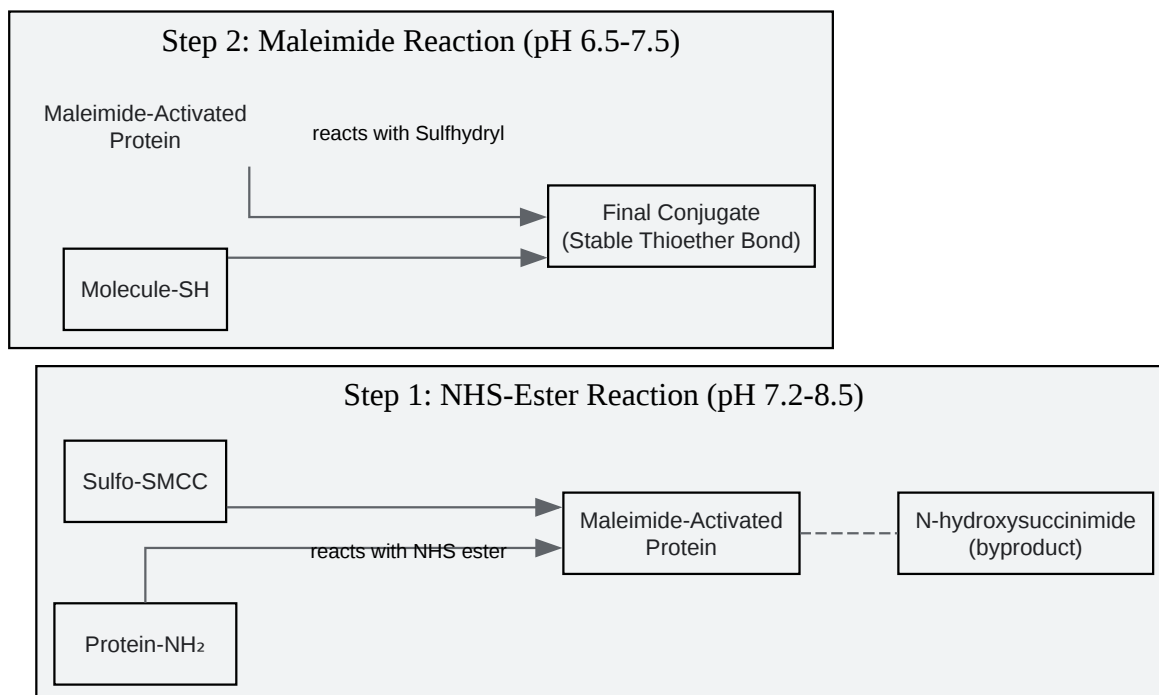 Step 2: Maleimide Reaction (pH 6.5-7.5)
Maleimide-Activated
Protein
reacts with Sulfhydryl
Final Conjugate
(Stable Thioether Bond)
Molecule-SH
Step 1: NHS-Ester Reaction (pH 7.2-8.5)
Sulfo-SMCC
Maleimide-Activated
Protein
N-hydroxysuccinimide
(byproduct)
reacts with NHS ester
Protein-NH₂